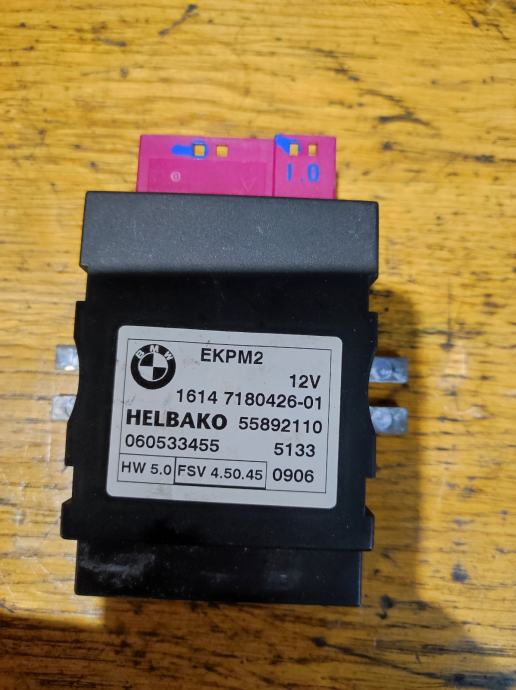 1.0
BMW
EKPM2
12V
1614 7180426-01
HELBAKO 55892110
060533455 5133
HW 5.0 FSV 4.50.45 0906